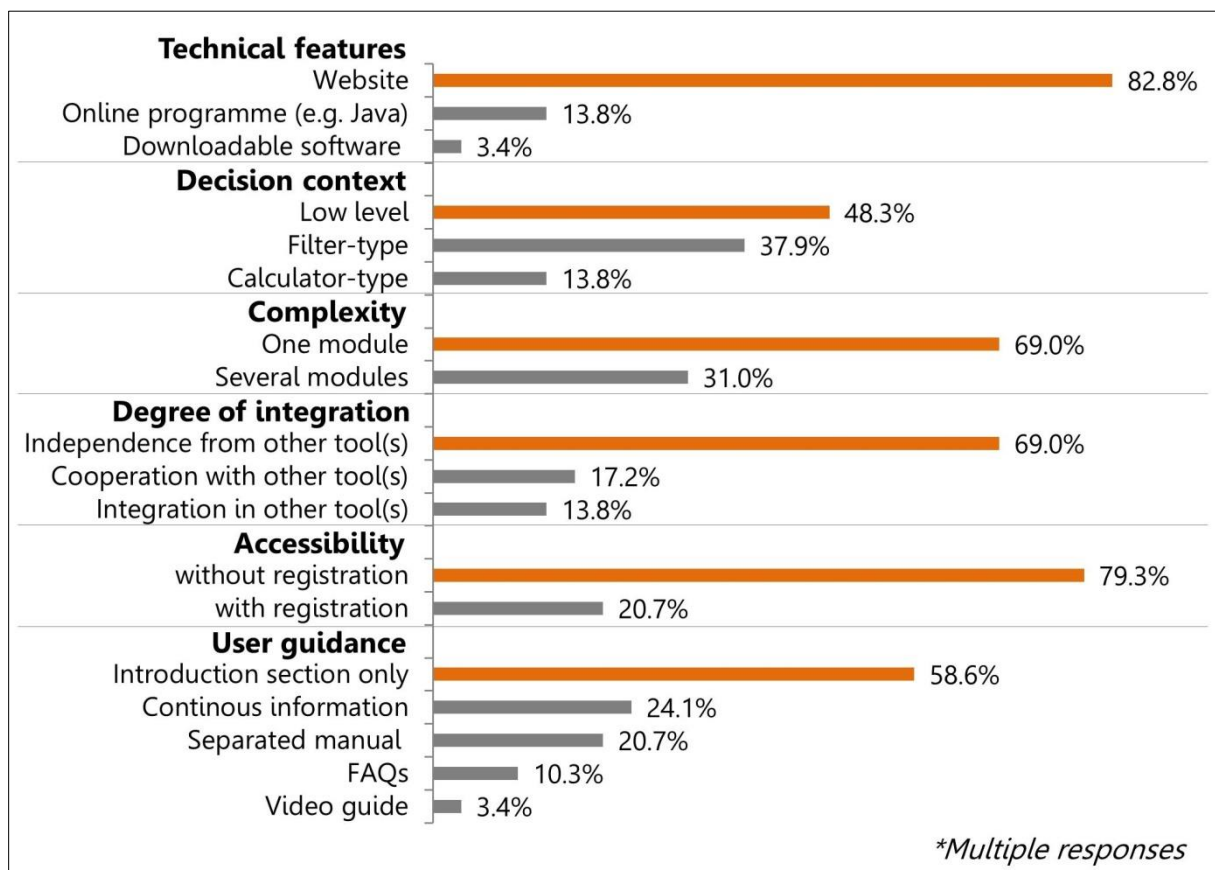 Technical features
Website 82.8%
Online programme (e.g. Java) 13.8%
Downloadable software 3.4%
Decision context
Low level 48.3%
Filter-type 37.9%
Calculator-type 13.8%
Complexity
One module 69.0%
Several modules 31.0%
Degree of integration
Independence from other tool(s) 69.0%
Cooperation with other tool(s) 17.2%
Integration in other tool(s) 13.8%
Accessibility
without registration 79.3%
with registration 20.7%
User guidance
Introduction section only 58.6%
Continous information 24.1%
Separated manual 20.7%
FAQs 10.3%
Video guide 3.4%
*Multiple responses